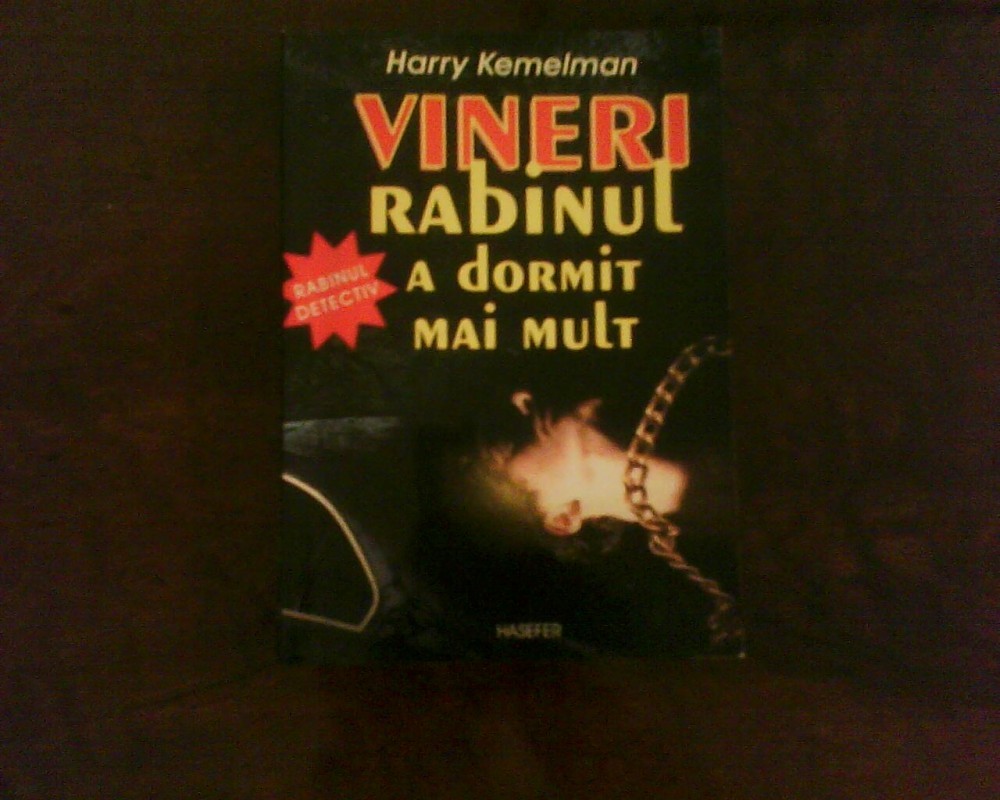 Harry Kemelman
VINERI
RAbiNul
A dORMiT
MAi MulT
RABINUL
DETECTIV
HASEFER